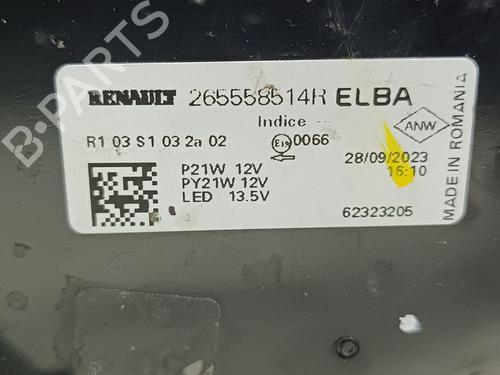 B-PARTS
RENAULT 265558514R ELBA
Indice
R1 03 S1 03 2a 02
E19 0066
ANW
28/09/2023
16:10
P21W 12V
PY21W 12V
LED 13.5V
62323205
MADE IN ROMANIA